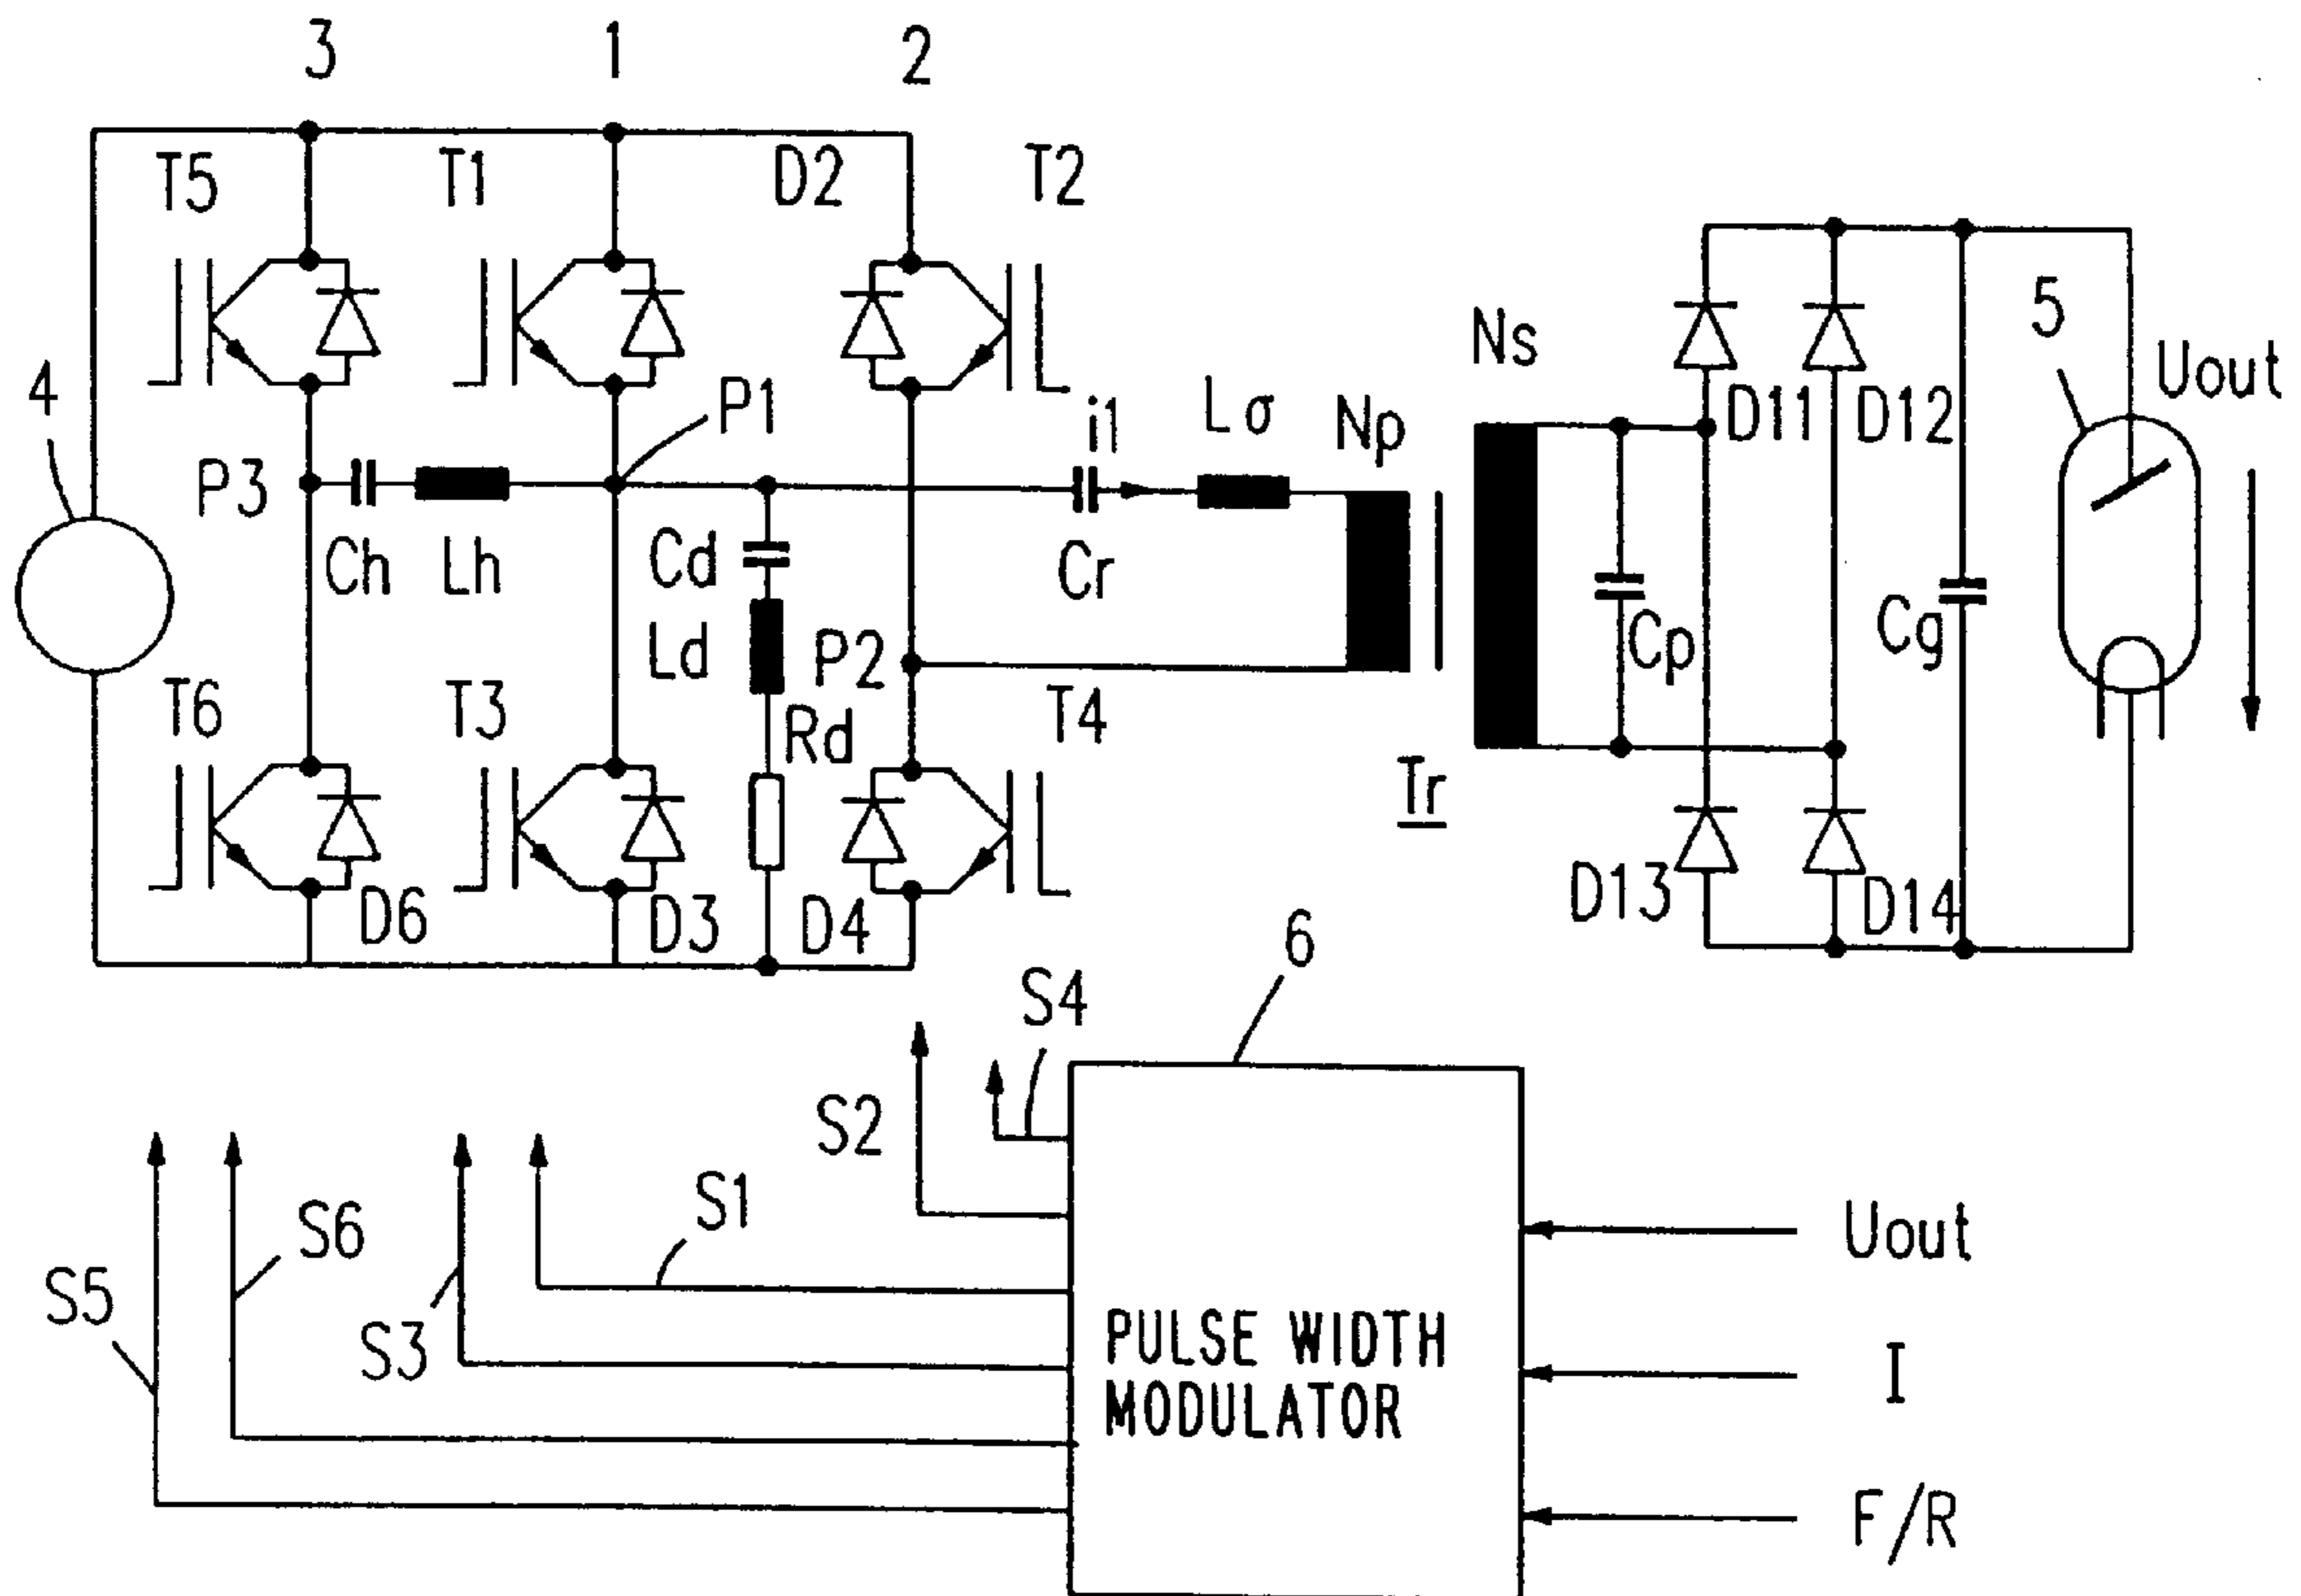 3 1 2
T5 T1 D2 T2
4 P3 P1 i1 Lσ Np Ns 5 Uout
D11 D12
Ch Lh Cd Cr
Ld P2 Cp Cg
T6 T3 Rd T4
Tr
D6 D3 D4 D13 D14
6
S4
S2
S1
S6
S5 S3
PULSE WIDTH
MODULATOR
Uout
I
F/R